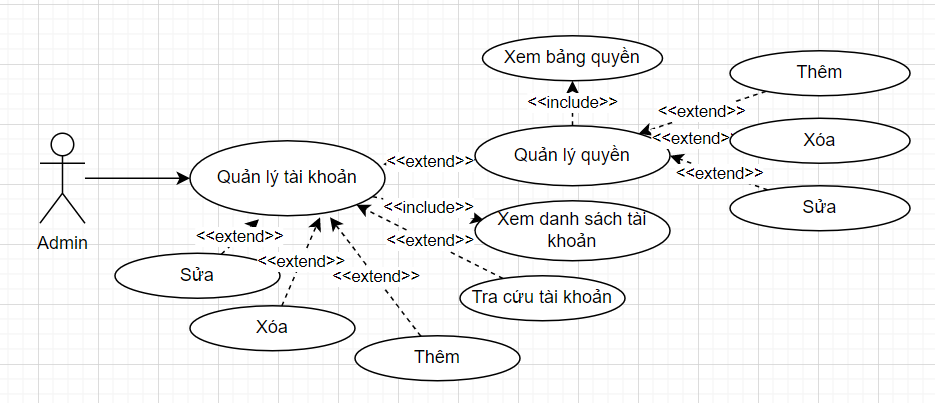 Xem bảng quyền
Thêm
<<include>>
<<extend>>
<<extend>>
Xóa
Quản lý quyền
<<extend>>
Quản lý tài khoản
<<extend>>
Sửa
<<include>>
Xem danh sách tài
khoản
Admin
<<extend>>
<<extend>>
<<extend>>
Sửa
<<extend>>
Tra cứu tài khoản
Xóa
Thêm